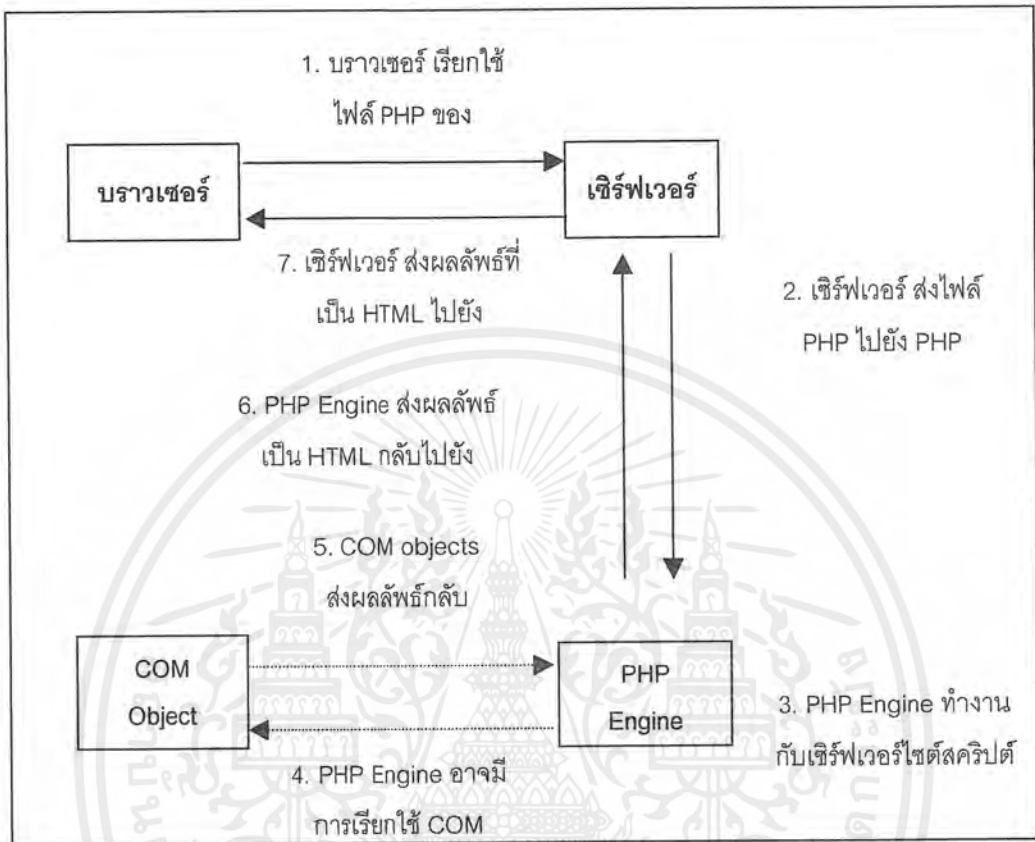 1. บราวเซอร์ เรียกใช้
ไฟล์ PHP ของ
บราวเซอร์
เซิร์ฟเวอร์
7. เซิร์ฟเวอร์ ส่งผลลัพธ์ที่
เป็น HTML ไปยัง
2. เซิร์ฟเวอร์ ส่งไฟล์
PHP ไปยัง PHP
6. PHP Engine ส่งผลลัพธ์
เป็น HTML กลับไปยัง
5. COM objects
ส่งผลลัพธ์กลับ
COM
Object
PHP
Engine
3. PHP Engine ทำงาน
กับเซิร์ฟเวอร์ไซต์สคริปต์
4. PHP Engine อาจมี
การเรียกใช้ COM